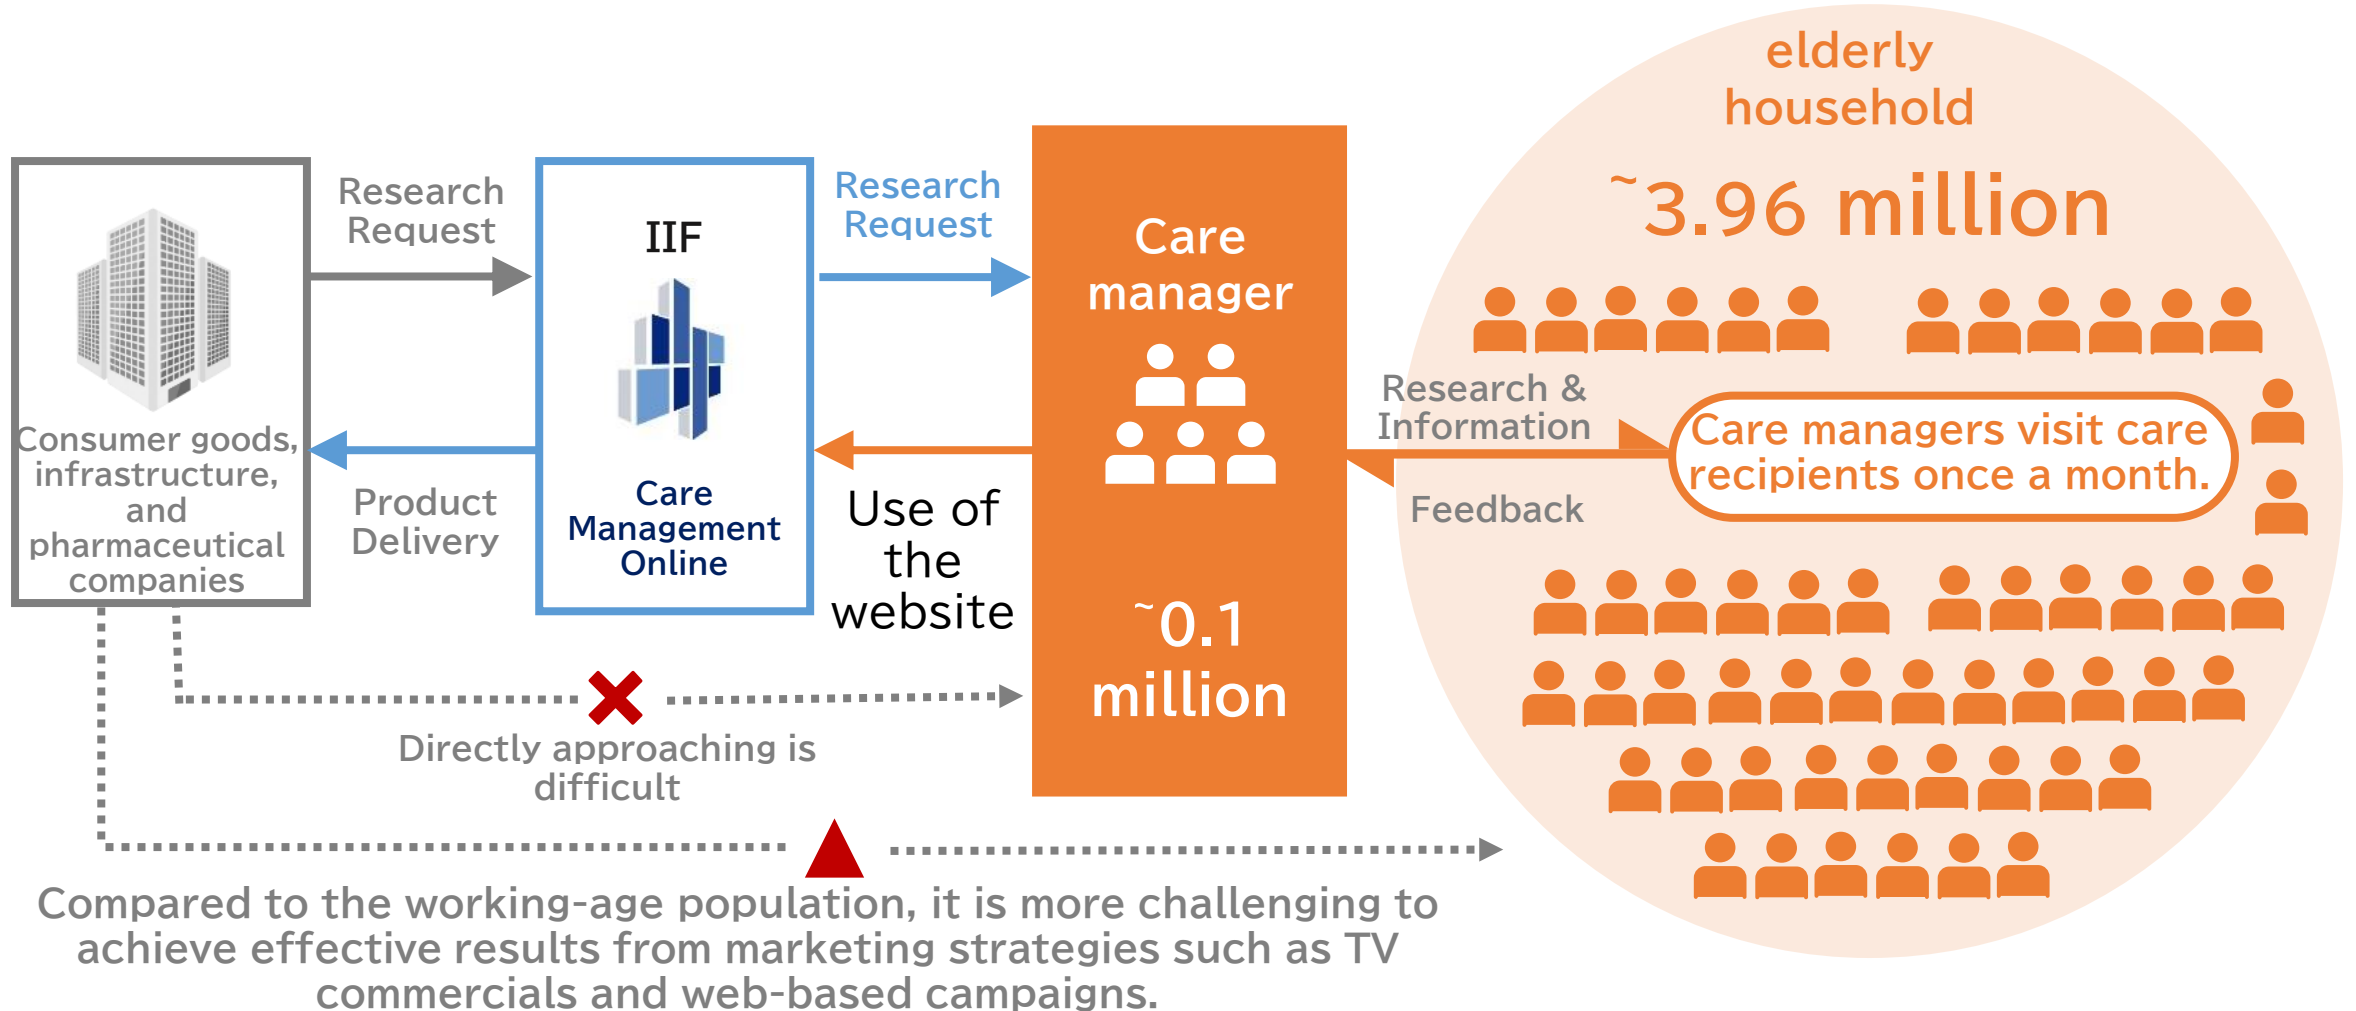 elderly
household
~3.96 million
Research
Request
IIF
Research
Request
Care
manager
Consumer goods,
infrastructure,
and
pharmaceutical
companies
Product
Delivery
Care
Management
Online
Use of
the
website
~0.1
million
Research &
Information
Feedback
Care managers visit care
recipients once a month.
Directly approaching is
difficult
Compared to the working-age population, it is more challenging to
achieve effective results from marketing strategies such as TV
commercials and web-based campaigns.